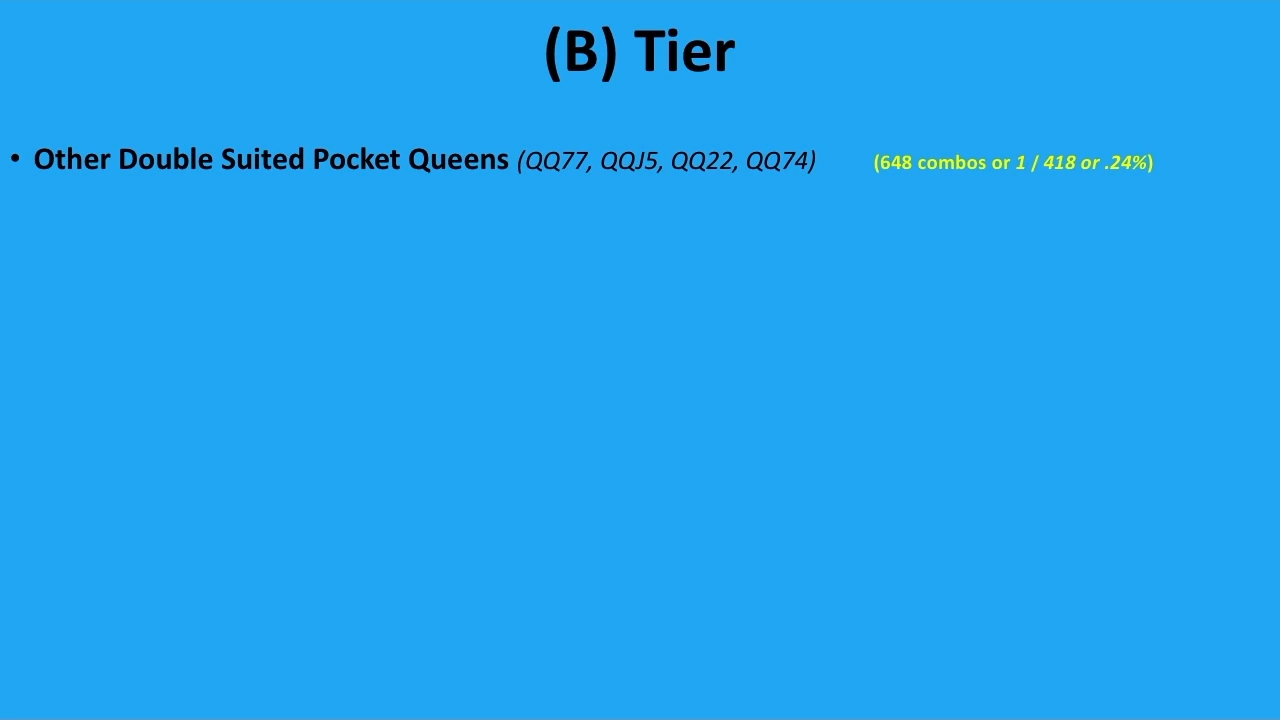 (B) Tier
• Other Double Suited Pocket Queens (QQ77, QQJ5, QQ22, QQ74) (648 combos or 1 / 418 or .24%)